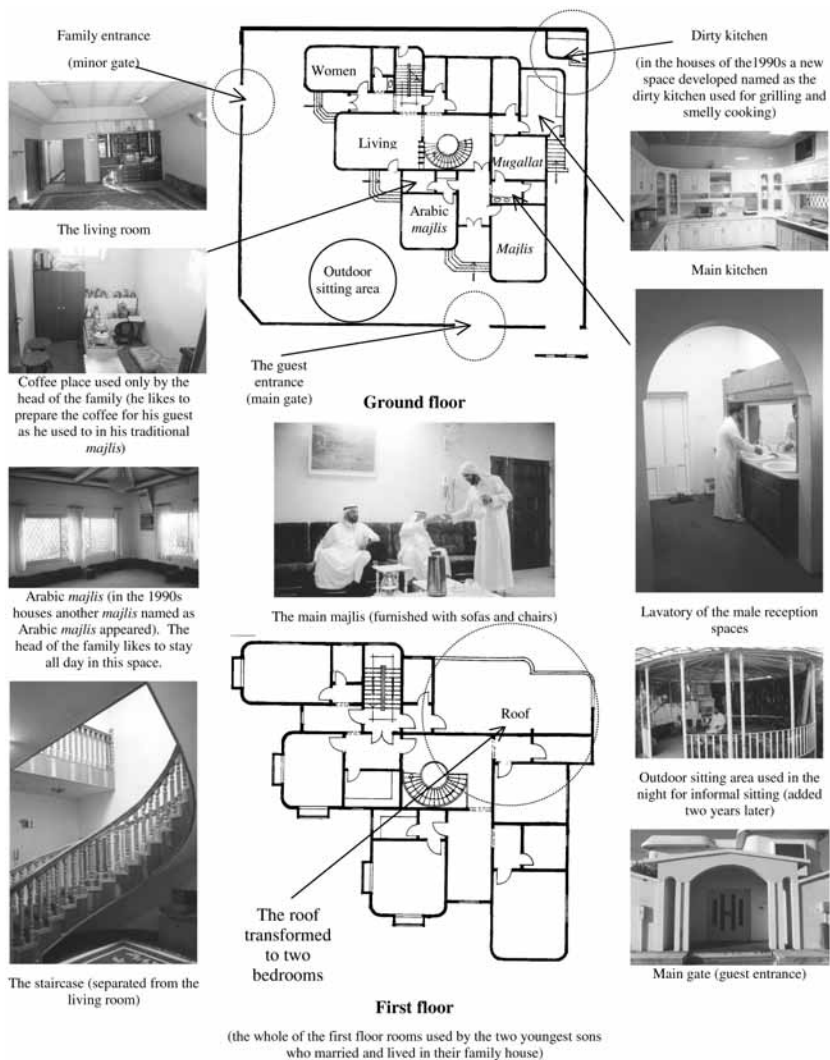 Family entrance
(minor gate)
The living room
Coffee place used only by the
head of the family (he likes to
prepare the coffee for his guest
as he used to in his traditional
majlis)
Arabic majlis (in the 1990s
houses another majlis named as
Arabic majlis appeared). The
head of the family likes to stay
all day in this space.
The staircase (separated from the
living room)
Women
Living
Mugallat
Arabic
majlis
Majlis
Outdoor
sitting area
The guest
entrance
(main gate)
Ground floor
The main majlis (furnished with sofas and chairs)
Roof
The roof
transformed
to two
bedrooms
First floor
(the whole of the first floor rooms used by the two youngest sons
who married and lived in their family house)
Dirty kitchen
(in the houses of the1990s a new
space developed named as the
dirty kitchen used for grilling and
smelly cooking)
Main kitchen
Lavatory of the male reception
spaces
Outdoor sitting area used in the
night for informal sitting (added
two years later)
Main gate (guest entrance)